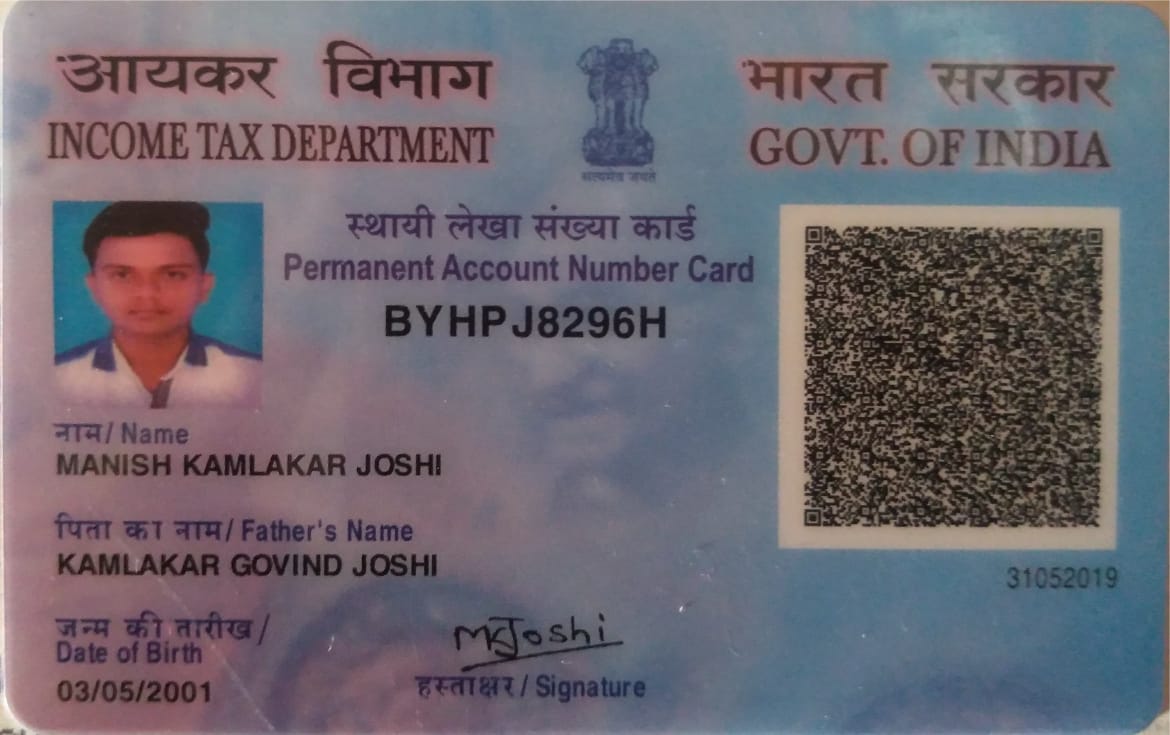 आयकर विभाग
INCOME TAX DEPARTMENT
सत्यमेव जयते
भारत सरकार
GOVT. OF INDIA
स्थायी लेखा संख्या कार्ड
Permanent Account Number Card
BYHPJ8296H
नाम/ Name
MANISH KAMLAKAR JOSHI
पिता का नाम/ Father's Name
KAMLAKAR GOVIND JOSHI
31052019
जन्म की तारीख/
Date of Birth
03/05/2001
MKJoshi
हस्ताक्षर/ Signature